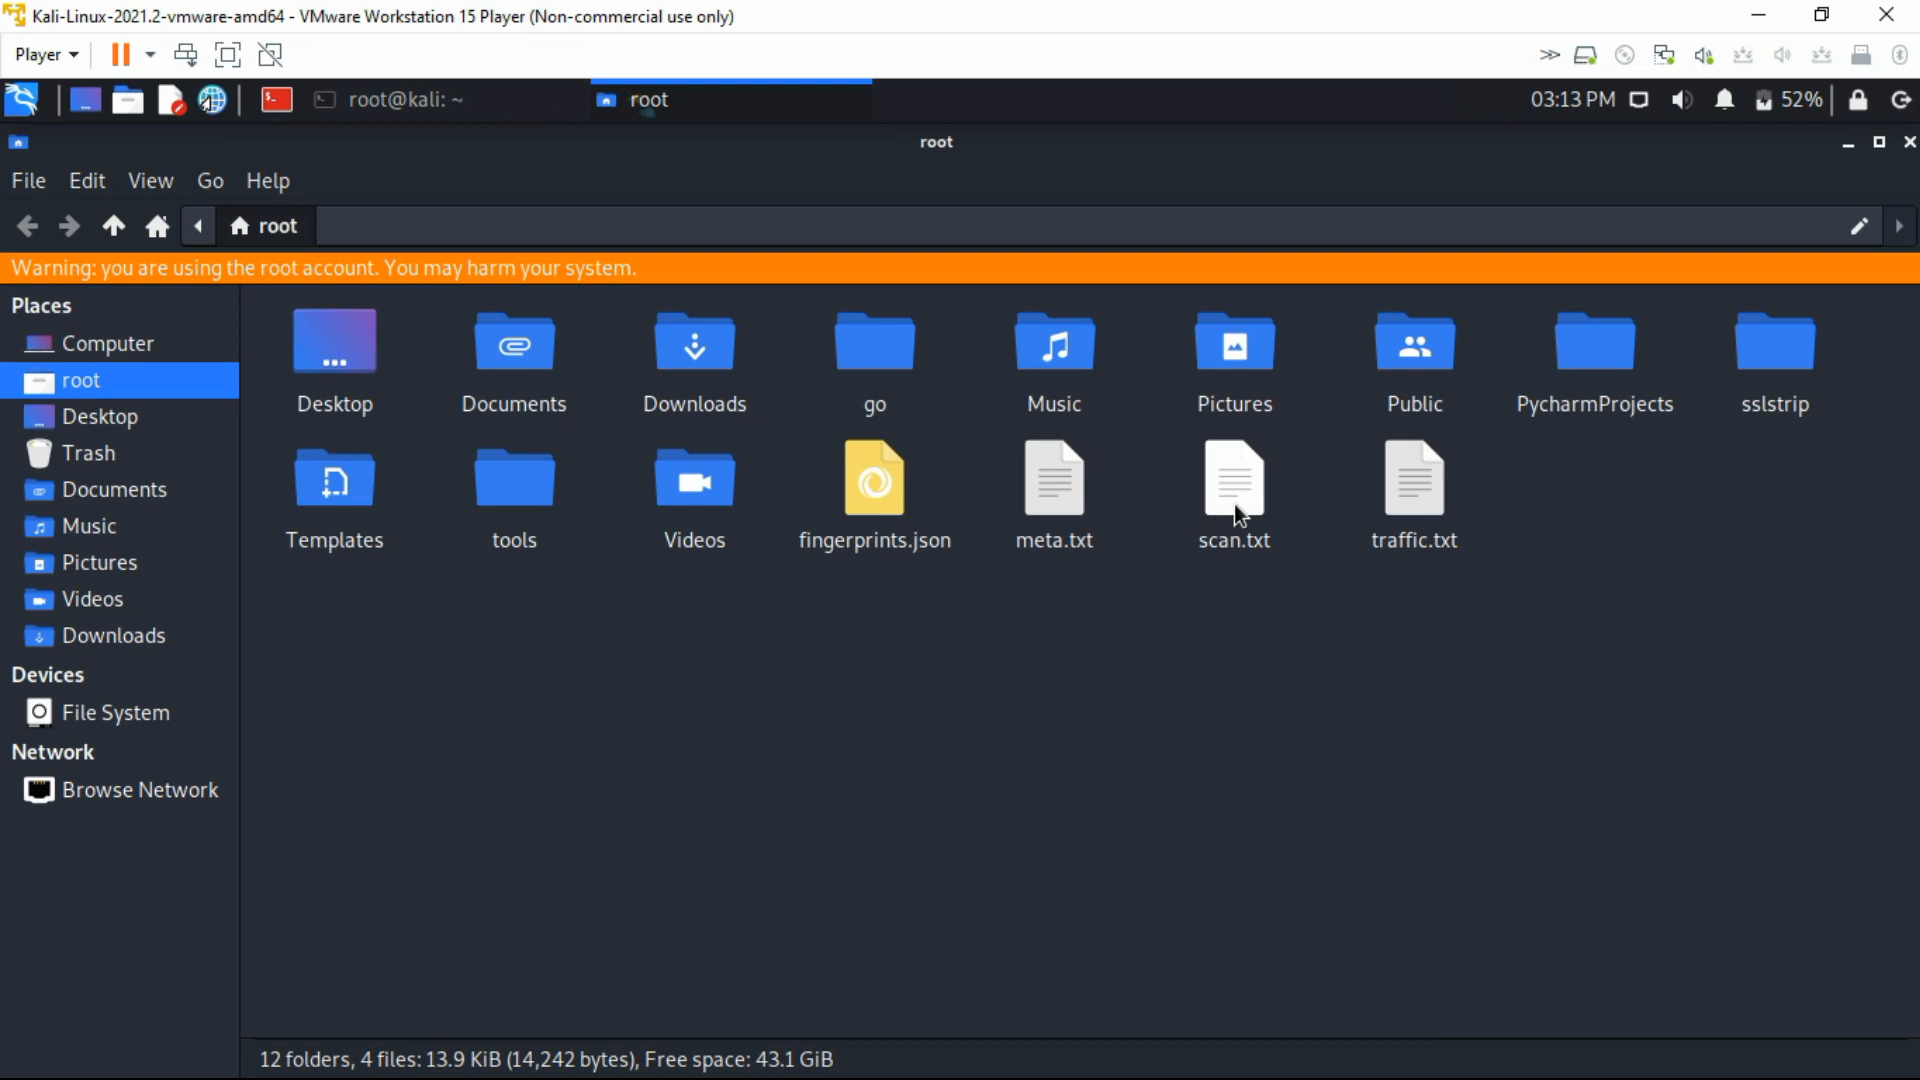 Kali-Linux-2021.2-vmware-amd64 - VMware Workstation 15 Player (Non-commercial use only)
Player
root@kali: ~
root
03:13 PM
52%
root
File Edit View Go Help
root
Warning: you are using the root account. You may harm your system.
Places
Computer
root
Desktop
Trash
Documents
Music
Pictures
Videos
Downloads
Devices
File System
Network
Browse Network
Desktop
Documents
Downloads
go
Music
Pictures
Public
PycharmProjects
sslstrip
Templates
tools
Videos
fingerprints.json
meta.txt
scan.txt
traffic.txt
12 folders, 4 files: 13.9 KiB (14,242 bytes), Free space: 43.1 GiB